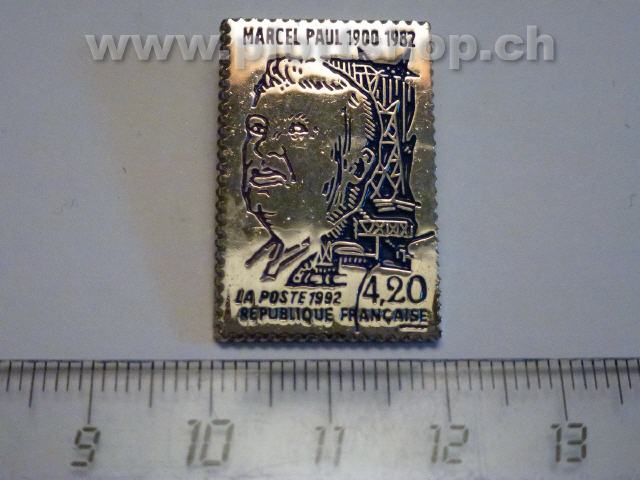 MARCEL PAUL 1900 1982
LA POSTE 1992 4,20
RÉPUBLIQUE FRANÇAISE
9 10 11 12 13